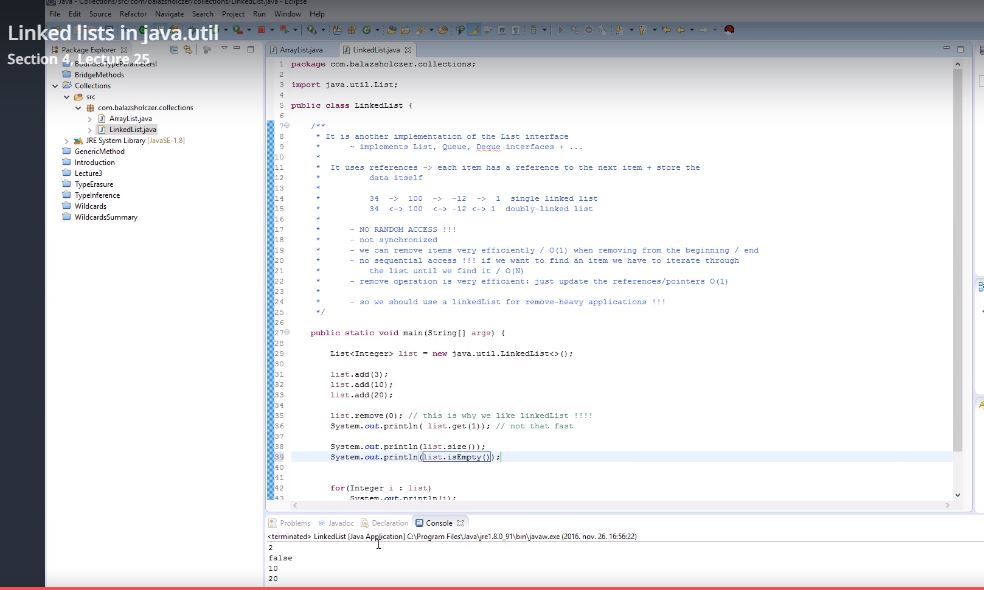 Java - Collections/src/com/balazsholczer/collections/LinkedList.java - Eclipse
File Edit Source Refactor Navigate Search Project Run Window Help
Linked lists in java.util
Section 4, Lecture 25
Package Explorer
BoundedTypeParameters
BridgeMethods
Collections
src
com.balazsholczer.collections
ArrayList.java
LinkedList.java
JRE System Library [JavaSE-1.8]
GenericMethod
Introduction
Lecture3
TypeErasure
TypeInference
Wildcards
WildcardsSummary
ArrayList.java LinkedList.java
1 package com.balazsholczer.collections;
2
3 import java.util.List;
4
5 public class LinkedList {
6
7 /**
8 * It is another implementation of the List interface
9 * ~ implements List, Queue, Deque interfaces + ...
10 *
11 * It uses references -> each item has a reference to the next item + store the
12 * data itself
13 *
14 * 34 -> 100 -> -12 -> 1 single linked list
15 * 34 <-> 100 <-> -12 <-> 1 doubly-linked list
16 *
17 * - NO RANDOM ACCESS !!!
18 * - not synchronized
19 * - we can remove items very efficiently / O(1) when removing from the beginning / end
20 * - no sequential access !!! if we want to find an item we have to iterate through
21 * the list until we find it / O(N)
22 * - remove operation is very efficient: just update the references/pointers O(1)
23 *
24 * - so we should use a linkedList for remove-heavy applications !!!
25 */
26
27 public static void main(String[] args) {
28
29 List<Integer> list = new java.util.LinkedList<>();
30
31 list.add(3);
32 list.add(10);
33 list.add(20);
34
35 list.remove(0); // this is why we like linkedList !!!!
36 System.out.println( list.get(1)); // not that fast
37
38 System.out.println(list.size());
39 System.out.println(list.isEmpty());
40
41
42 for(Integer i : list)
43 System.out.println(i);
Problems Javadoc Declaration Console
<terminated> LinkedList [Java Application] C:\Program Files\Java\jre1.8.0_91\bin\javaw.exe (2016. nov. 26. 16:56:22)
2
false
10
20